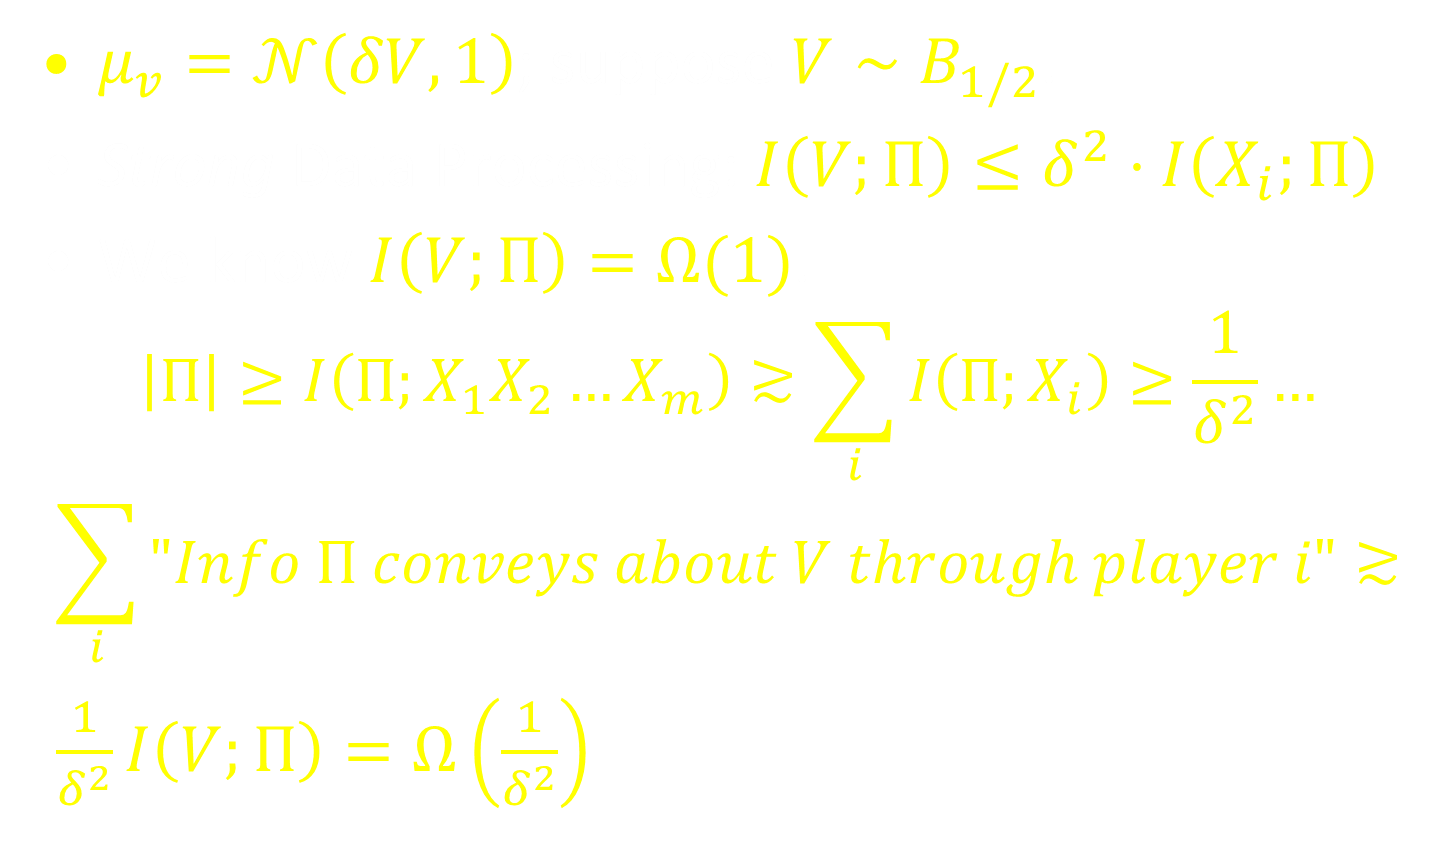 • μ_v = 𝒩(δV, 1) V ~ B_{1/2}
I(V; Π) ≤ δ² · I(X_i; Π)
I(V; Π) = Ω(1)
|Π| ≥ I(Π; X_1X_2 … X_m) ≳ ∑_i I(Π; X_i) ≥ 1/δ² …
∑_i "Info Π conveys about V through player i" ≳
1/δ² I(V; Π) = Ω(1/δ²)